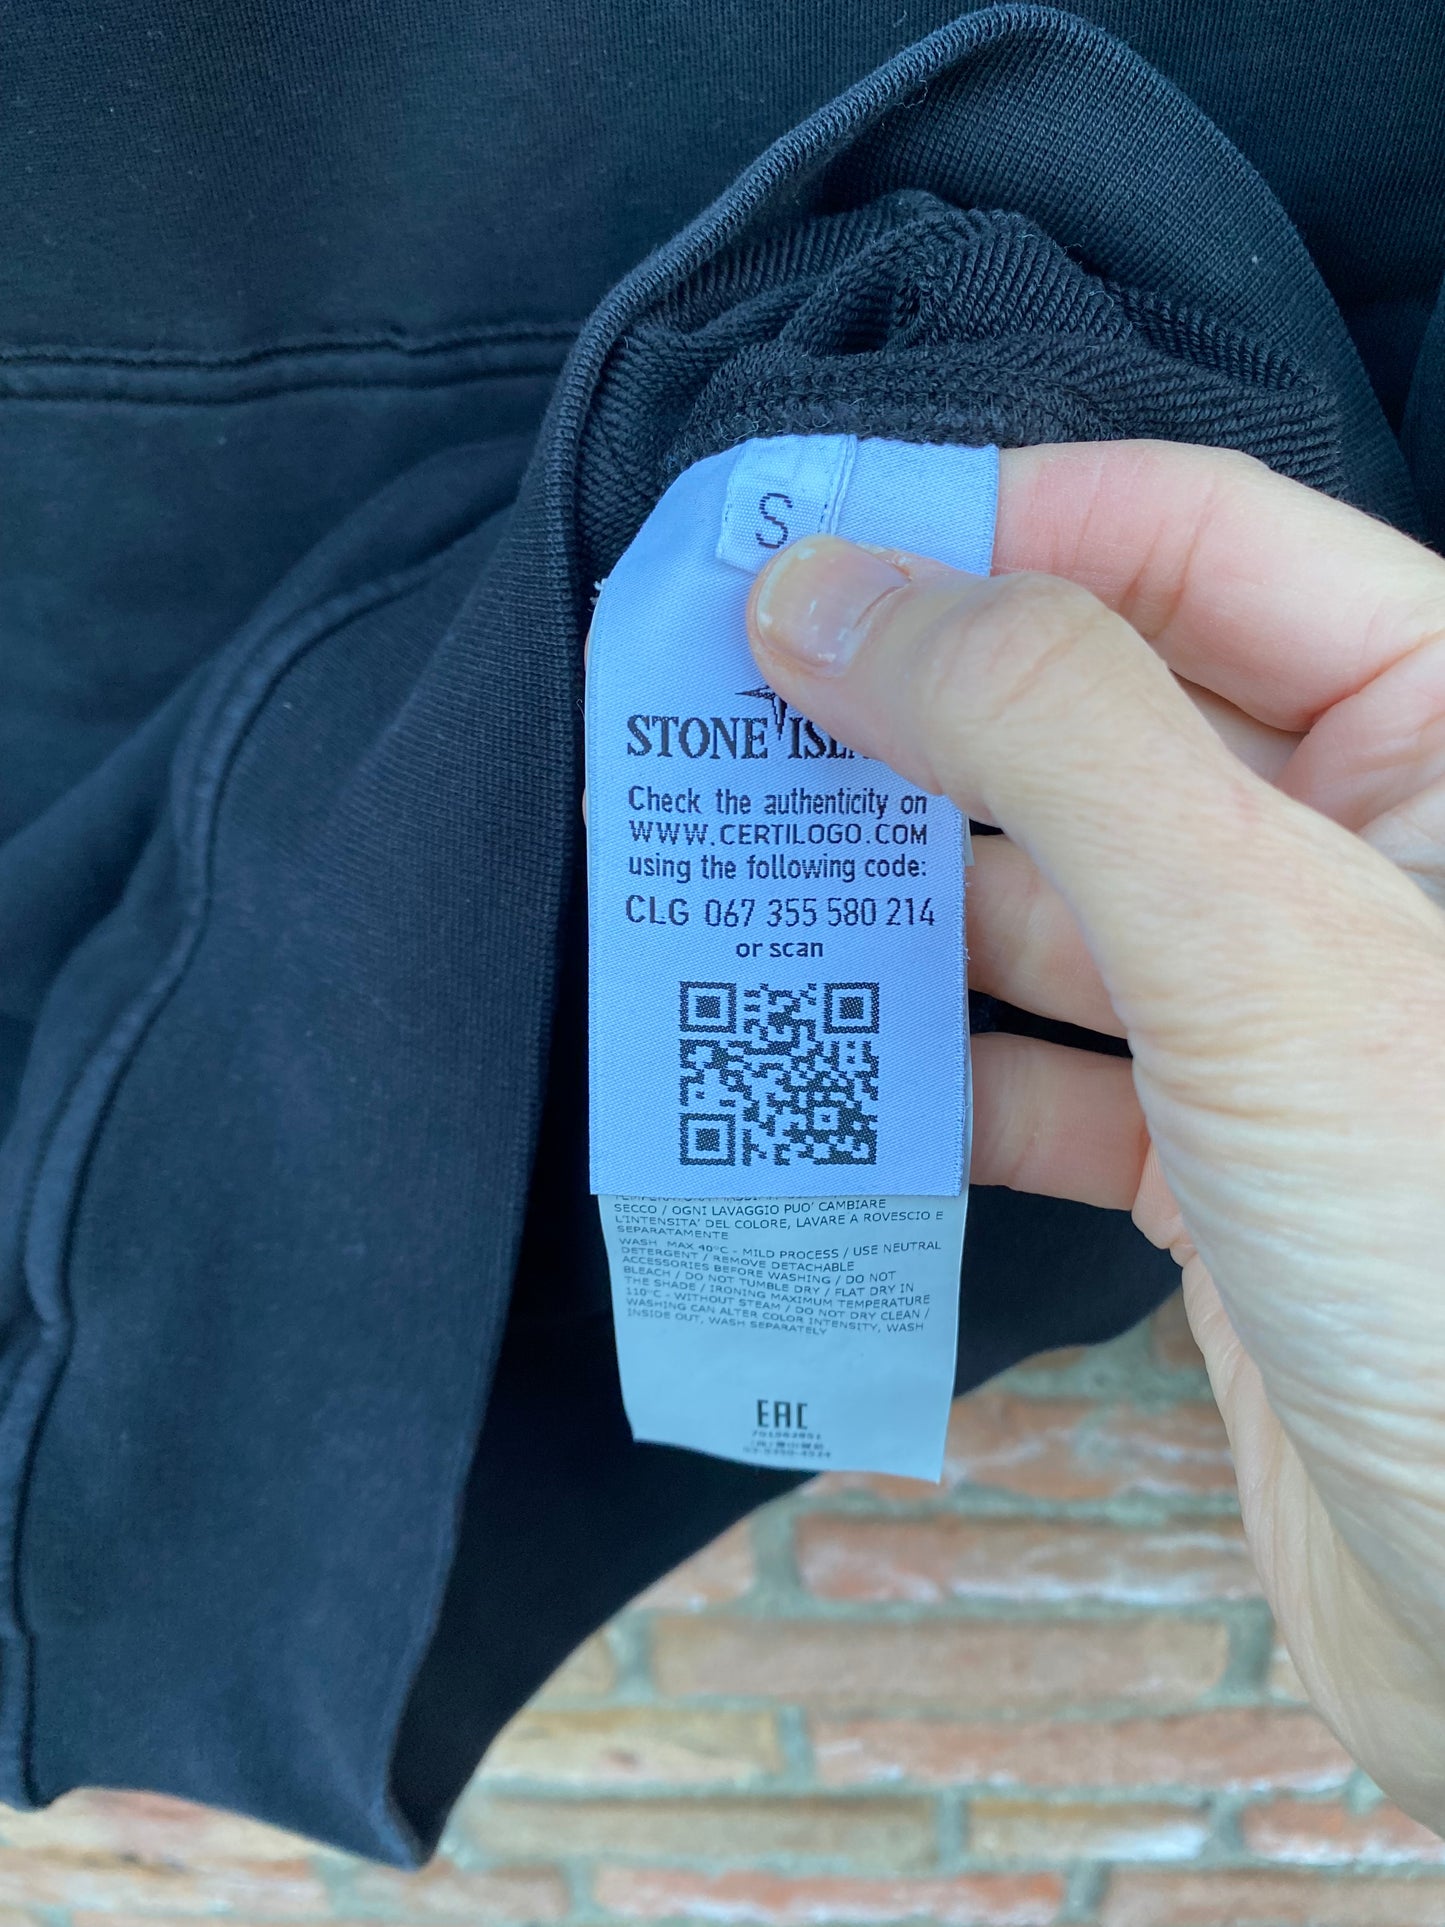 S
STONE
Check the authenticity on
WWW.CERTILOGO.COM
using the following code:
CLG 067 355 580 214
or scan
SECCO / OGNI LAVAGGIO PUO' CAMBIARE
L'INTENSITA' DEL COLORE, LAVARE A ROVESCIO E
SEPARATAMENTE
WASH MAX 40°C - MILD PROCESS / USE NEUTRAL
DETERGENT / REMOVE DETACHABLE
ACCESSORIES BEFORE WASHING / DO NOT
BLEACH / DO NOT TUMBLE DRY / FLAT DRY IN
THE SHADE / IRONING MAXIMUM TEMPERATURE
110°C - WITHOUT STEAM / DO NOT DRY CLEAN /
WASHING CAN ALTER COLOR INTENSITY, WASH
INSIDE OUT, WASH SEPARATELY
EAC